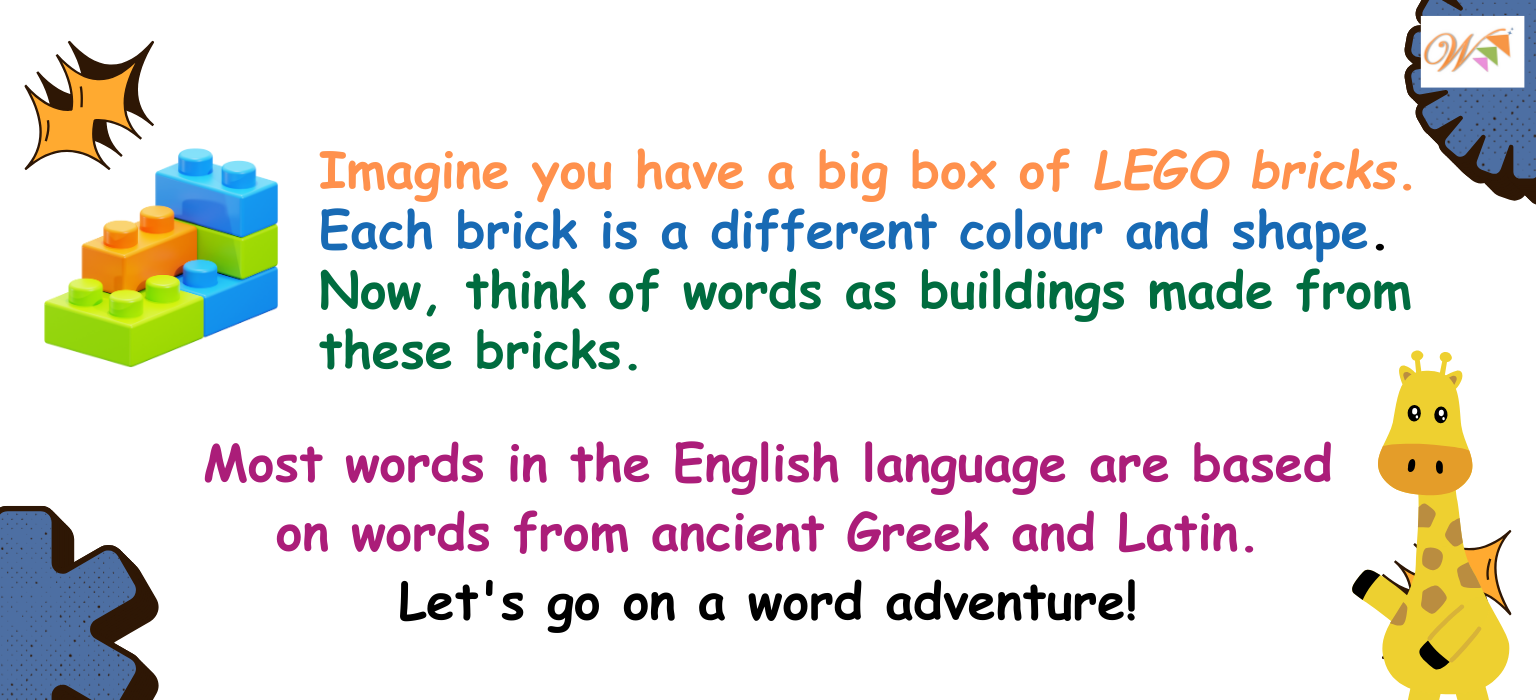 W
Imagine you have a big box of LEGO bricks.
Each brick is a different colour and shape.
Now, think of words as buildings made from
these bricks.
Most words in the English language are based
on words from ancient Greek and Latin.
Let's go on a word adventure!